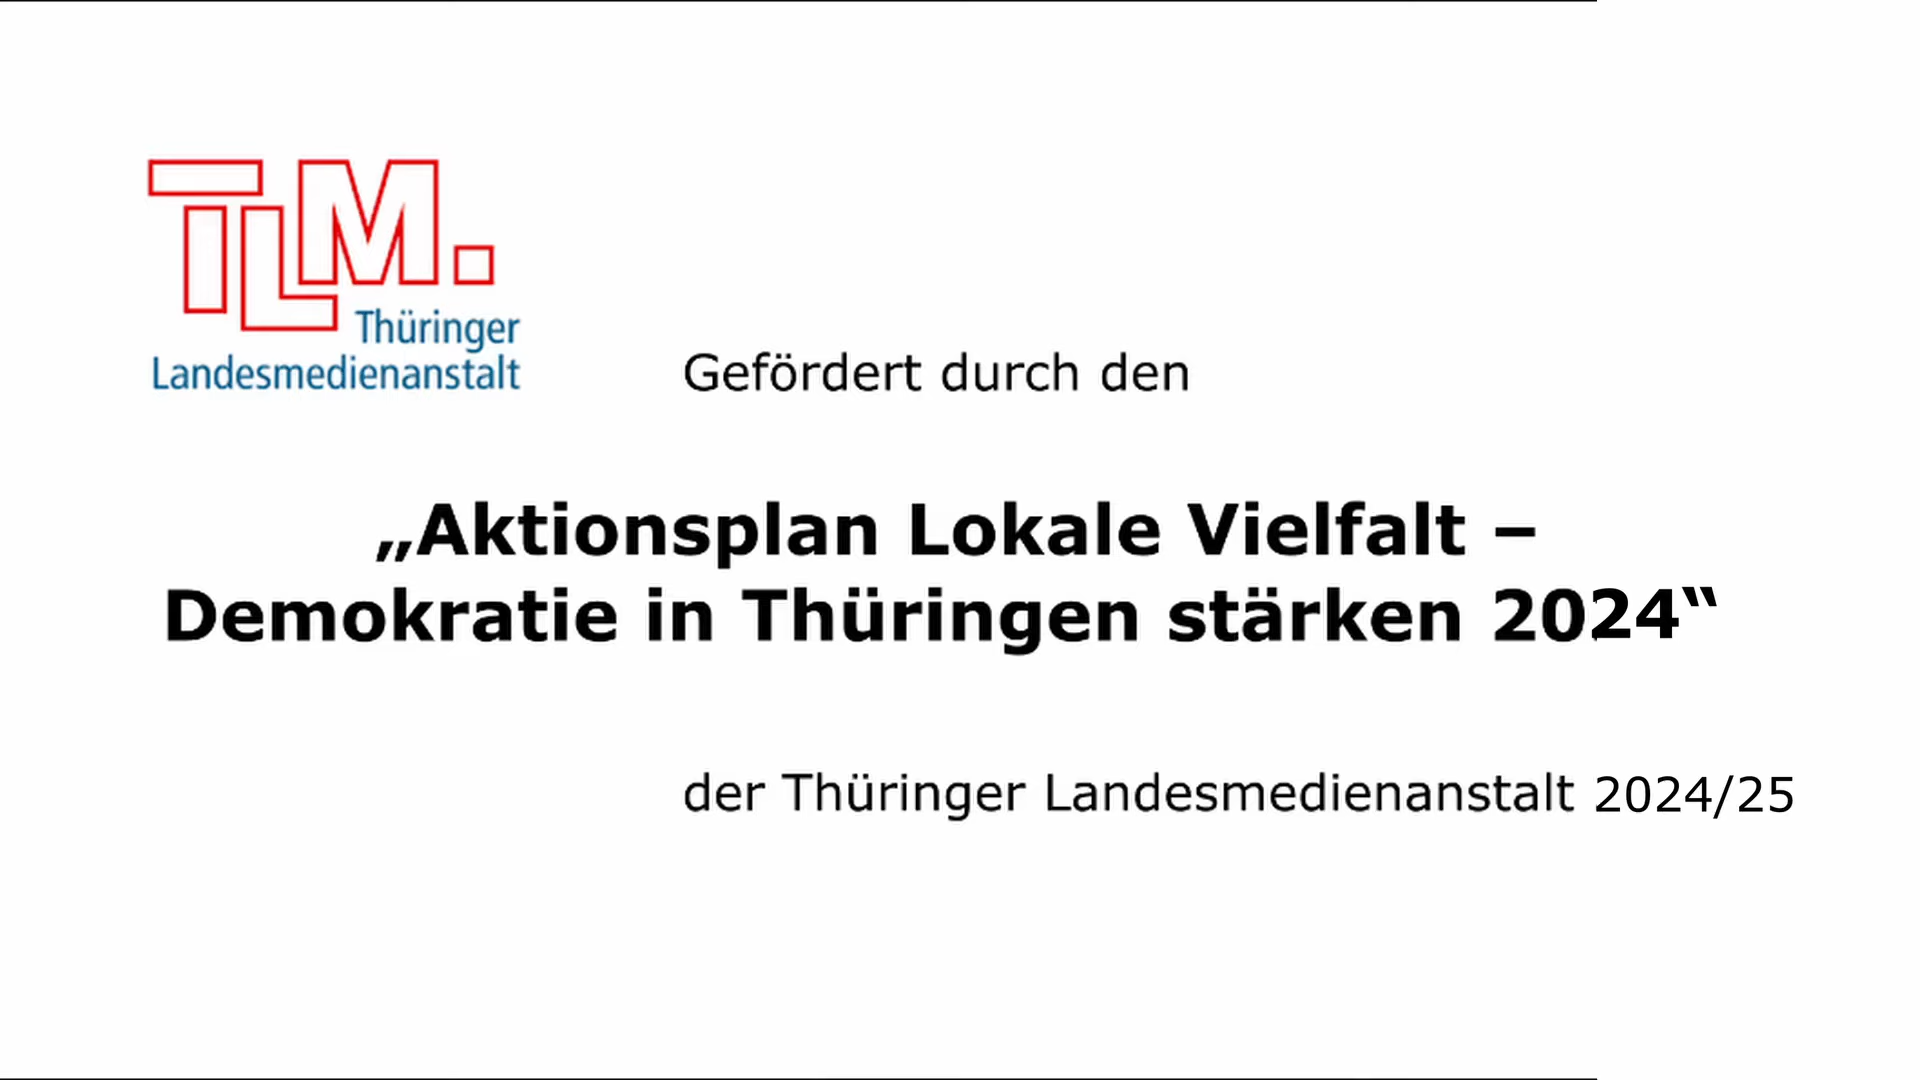 TLM.
Thüringer
Landesmedienanstalt
Gefördert durch den
„Aktionsplan Lokale Vielfalt –
Demokratie in Thüringen stärken 2024‟
der Thüringer Landesmedienanstalt 2024/25